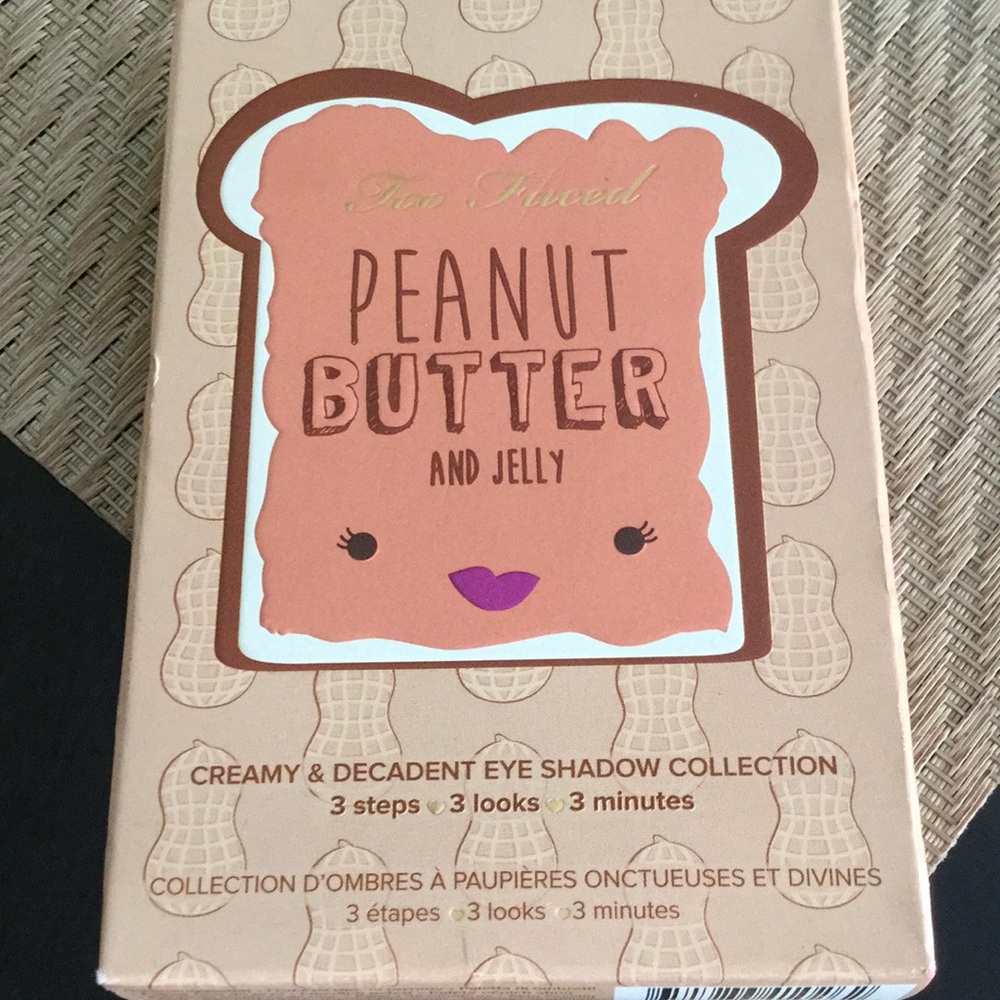 Too Faced
PEANUT
BUTTER
AND JELLY
CREAMY & DECADENT EYE SHADOW COLLECTION
3 steps 3 looks 3 minutes
COLLECTION D'OMBRES À PAUPIÈRES ONCTUEUSES ET DIVINES
3 étapes 3 looks 3 minutes